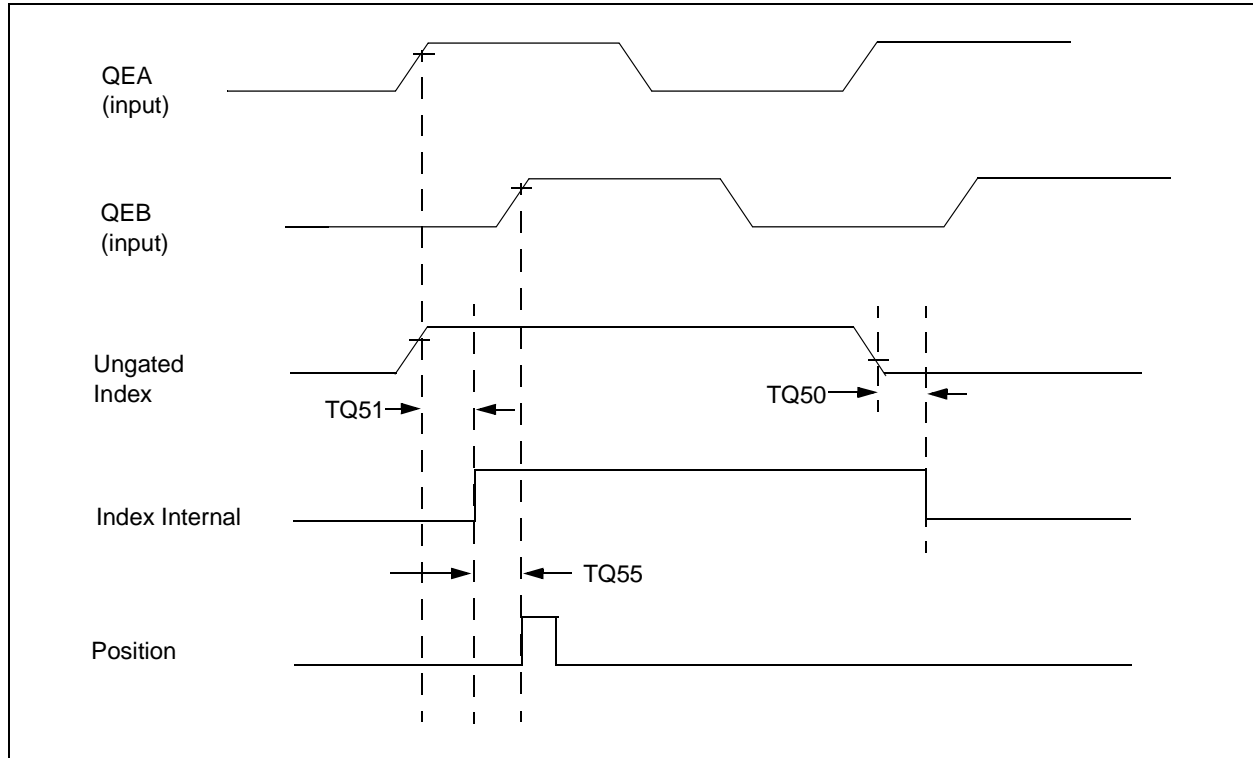 QEA
(input)
QEB
(input)
Ungated
Index
TQ51
TQ50
Index Internal
TQ55
Position